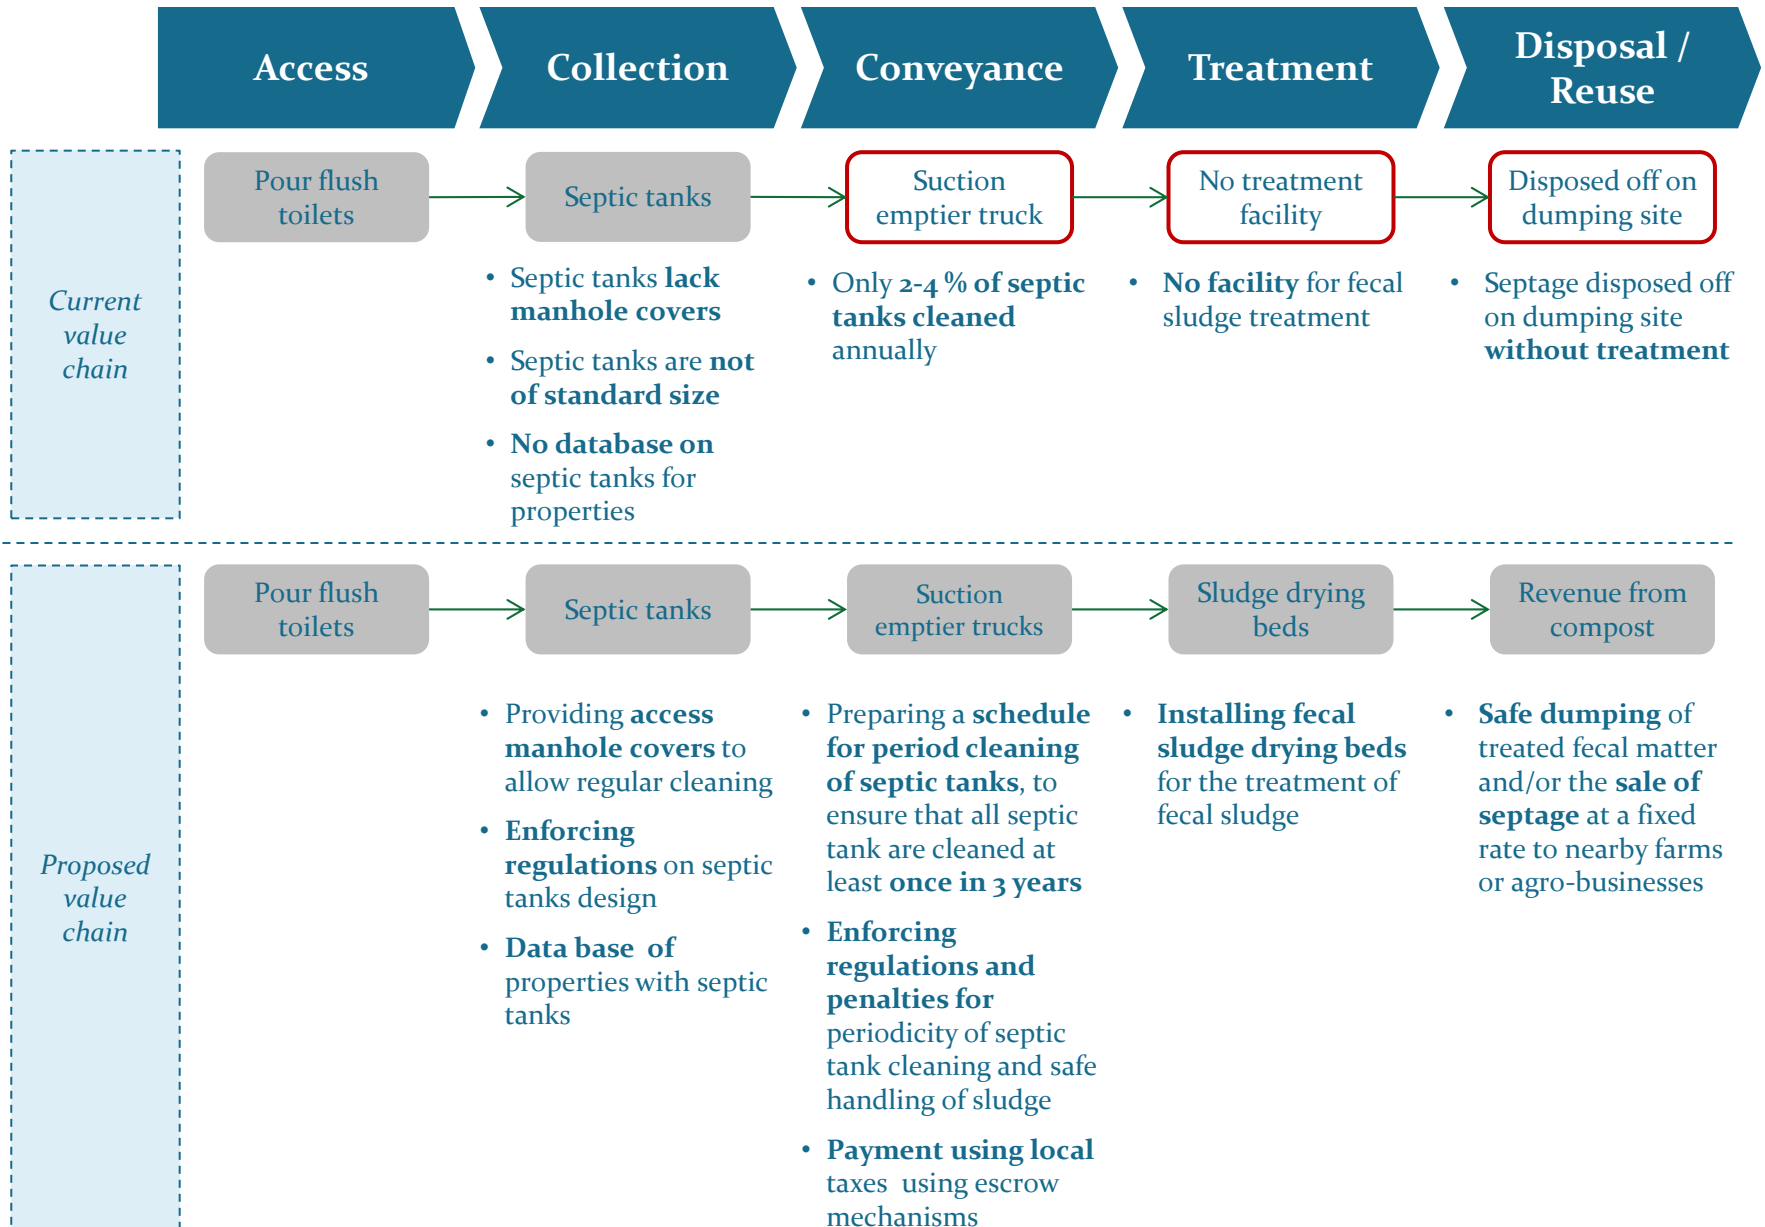 Access
Collection
Conveyance
Treatment
Disposal /
Reuse
Current
value
chain
Pour flush
toilets
Septic tanks
Suction
emptier truck
No treatment
facility
Disposed off on
dumping site
• Septic tanks lack
manhole covers
• Septic tanks are not
of standard size
• No database on
septic tanks for
properties
• Only 2-4 % of septic
tanks cleaned
annually
• No facility for fecal
sludge treatment
• Septage disposed off
on dumping site
without treatment
Proposed
value
chain
Pour flush
toilets
Septic tanks
Suction
emptier trucks
Sludge drying
beds
Revenue from
compost
• Providing access
manhole covers to
allow regular cleaning
• Enforcing
regulations on septic
tanks design
• Data base of
properties with septic
tanks
• Preparing a schedule
for period cleaning
of septic tanks, to
ensure that all septic
tank are cleaned at
least once in 3 years
• Enforcing
regulations and
penalties for
periodicity of septic
tank cleaning and safe
handling of sludge
• Payment using local
taxes using escrow
mechanisms
• Installing fecal
sludge drying beds
for the treatment of
fecal sludge
• Safe dumping of
treated fecal matter
and/or the sale of
septage at a fixed
rate to nearby farms
or agro-businesses